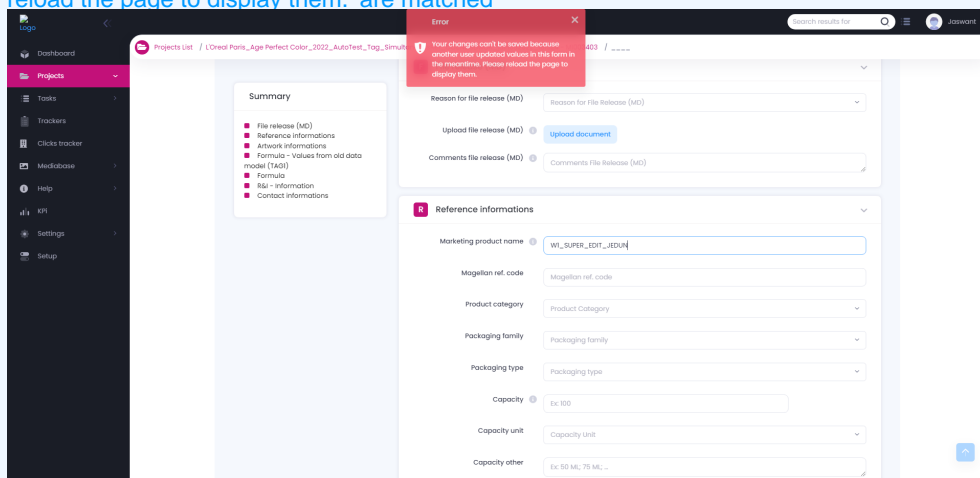 reload the page to display them." are matched
Logo
Error
Search results for
Jaswant
Projects List / L'Oreal Paris_Age Perfect Color_2022_AutoTest_Tag_Simult
403 / ____
Your changes can't be saved because
another user updated values in this form in
the meantime. Please reload the page to
display them.
Dashboard
Projects
Tasks
Trackers
Clicks tracker
Mediabase
Help
KPI
Settings
Setup
Summary
File release (MD)
Reference informations
Artwork informations
Formula - Values from old data
model (TAG1)
Formula
R&I - Information
Contact informations
Reason for file release (MD) Reason for File Release (MD)
Upload file release (MD) Upload document
Comments file release (MD) Comments File Release (MD)
R Reference informations
Marketing product name W1_SUPER_EDIT_JEDUN
Magellan ref. code Magellan ref. code
Product category Product Category
Packaging family Packaging family
Packaging type Packaging type
Capacity Ex: 100
Capacity unit Capacity Unit
Capacity other Ex: 50 ML; 75 ML; ...